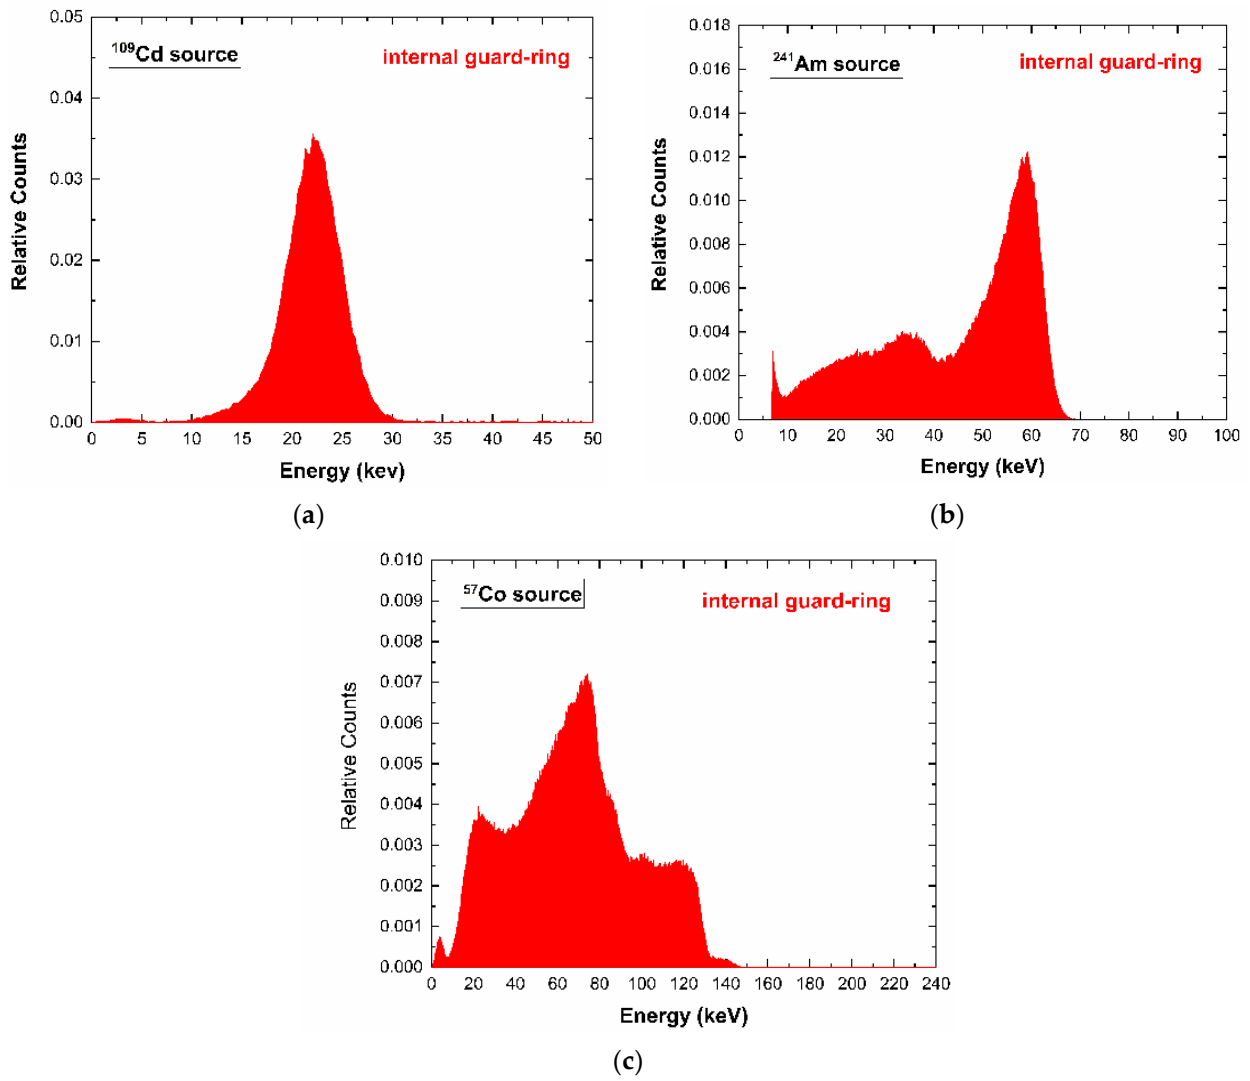 0.05
0.04
0.03
0.02
0.01
0.00
Relative Counts
¹⁰⁹Cd source
internal guard-ring
0 5 10 15 20 25 30 35 40 45 50
Energy (kev)
(a)
0.018
0.016
0.014
0.012
0.010
0.008
0.006
0.004
0.002
0.000
Relative Counts
²⁴¹Am source
internal guard-ring
0 10 20 30 40 50 60 70 80 90 100
Energy (keV)
(b)
0.010
0.009
0.008
0.007
0.006
0.005
0.004
0.003
0.002
0.001
0.000
Relative Counts
⁵⁷Co source
internal guard-ring
0 20 40 60 80 100 120 140 160 180 200 220 240
Energy (keV)
(c)